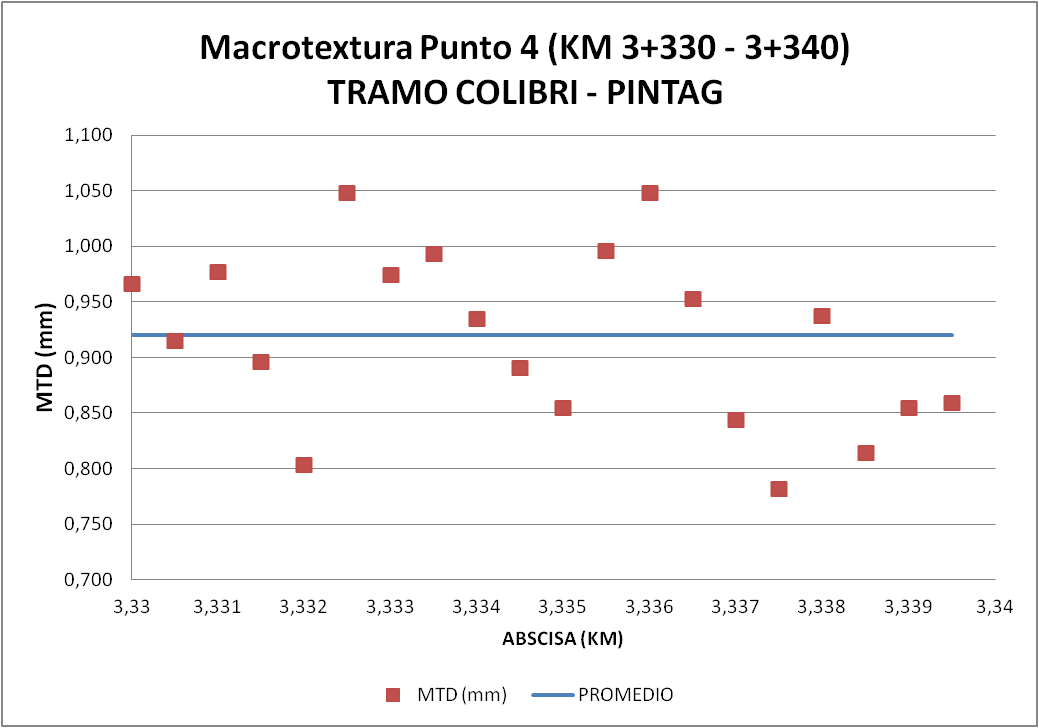 Macrotextura Punto 4 (KM 3+330 - 3+340)
TRAMO COLIBRI - PINTAG
1,100
1,050
1,000
0,950
0,900
0,850
0,800
0,750
0,700
MTD (mm)
3,33 3,331 3,332 3,333 3,334 3,335 3,336 3,337 3,338 3,339 3,34
ABSCISA (KM)
MTD (mm) PROMEDIO